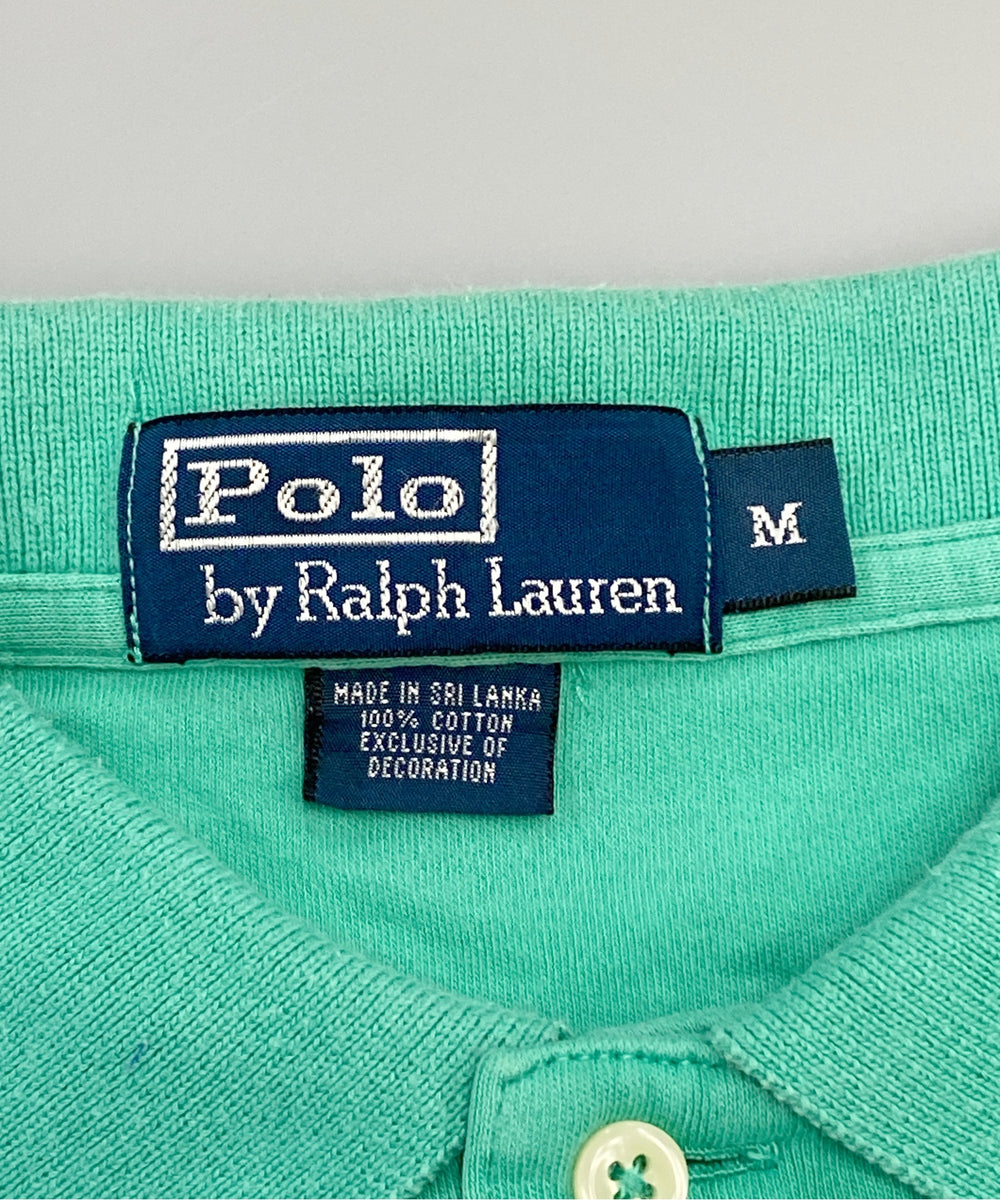 Polo
by Ralph Lauren
M
MADE IN SRI LANKA
100% COTTON
EXCLUSIVE OF
DECORATION